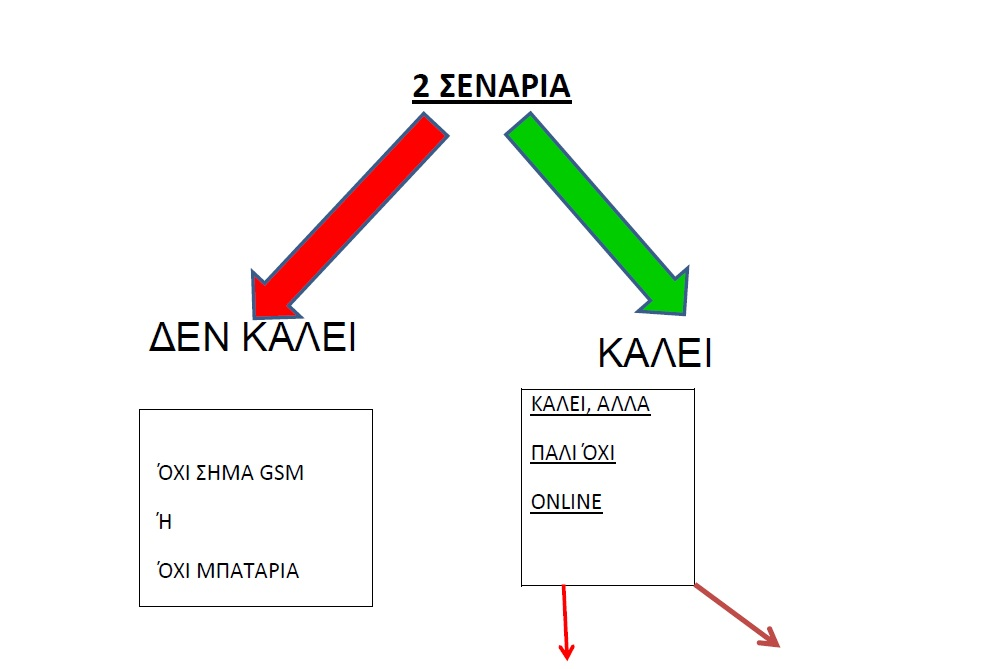 2 ΣΕΝΑΡΙΑ
ΔΕΝ ΚΑΛΕΙ
ΌΧΙ ΣΗΜΑ GSM
Ή
ΌΧΙ ΜΠΑΤΑΡΙΑ
ΚΑΛΕΙ
ΚΑΛΕΙ, ΑΛΛΑ
ΠΑΛΙ ΌΧΙ
ONLINE